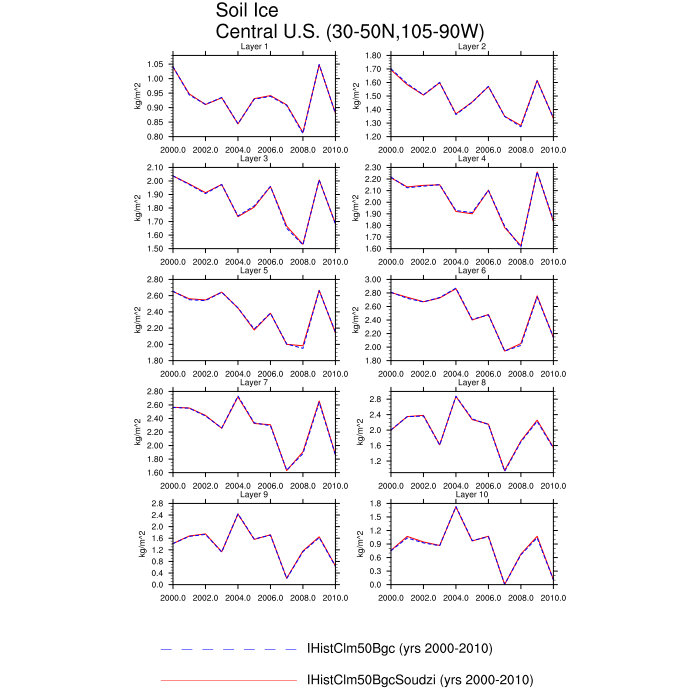 Soil Ice
Central U.S. (30-50N,105-90W)
Layer 1
Layer 2
kg/m^2
1.05
1.00
0.95
0.90
0.85
0.80
2000.0 2002.0 2004.0 2006.0 2008.0 2010.0
kg/m^2
1.80
1.70
1.60
1.50
1.40
1.30
1.20
2000.0 2002.0 2004.0 2006.0 2008.0 2010.0
Layer 3
Layer 4
kg/m^2
2.10
2.00
1.90
1.80
1.70
1.60
1.50
2000.0 2002.0 2004.0 2006.0 2008.0 2010.0
kg/m^2
2.30
2.20
2.10
2.00
1.90
1.80
1.70
1.60
2000.0 2002.0 2004.0 2006.0 2008.0 2010.0
Layer 5
Layer 6
kg/m^2
2.80
2.60
2.40
2.20
2.00
1.80
2000.0 2002.0 2004.0 2006.0 2008.0 2010.0
kg/m^2
3.00
2.80
2.60
2.40
2.20
2.00
1.80
2000.0 2002.0 2004.0 2006.0 2008.0 2010.0
Layer 7
Layer 8
kg/m^2
2.80
2.60
2.40
2.20
2.00
1.80
1.60
2000.0 2002.0 2004.0 2006.0 2008.0 2010.0
kg/m^2
2.8
2.4
2.0
1.6
1.2
2000.0 2002.0 2004.0 2006.0 2008.0 2010.0
Layer 9
Layer 10
kg/m^2
2.8
2.4
2.0
1.6
1.2
0.8
0.4
0.0
2000.0 2002.0 2004.0 2006.0 2008.0 2010.0
kg/m^2
1.8
1.5
1.2
0.9
0.6
0.3
0.0
2000.0 2002.0 2004.0 2006.0 2008.0 2010.0
IHistClm50Bgc (yrs 2000-2010)
IHistClm50BgcSoudzi (yrs 2000-2010)